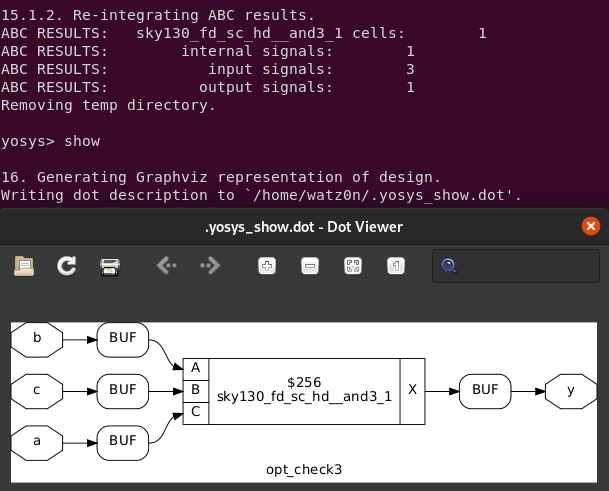 15.1.2. Re-integrating ABC results.
ABC RESULTS:   sky130_fd_sc_hd__and3_1 cells:        1
ABC RESULTS:        internal signals:        1
ABC RESULTS:           input signals:        3
ABC RESULTS:          output signals:        1
Removing temp directory.
yosys> show
16. Generating Graphviz representation of design.
Writing dot description to `/home/watz0n/.yosys_show.dot'.
.yosys_show.dot - Dot Viewer
b
BUF
A
c
BUF
B
$256
sky130_fd_sc_hd__and3_1
X
BUF
y
C
a
BUF
opt_check3